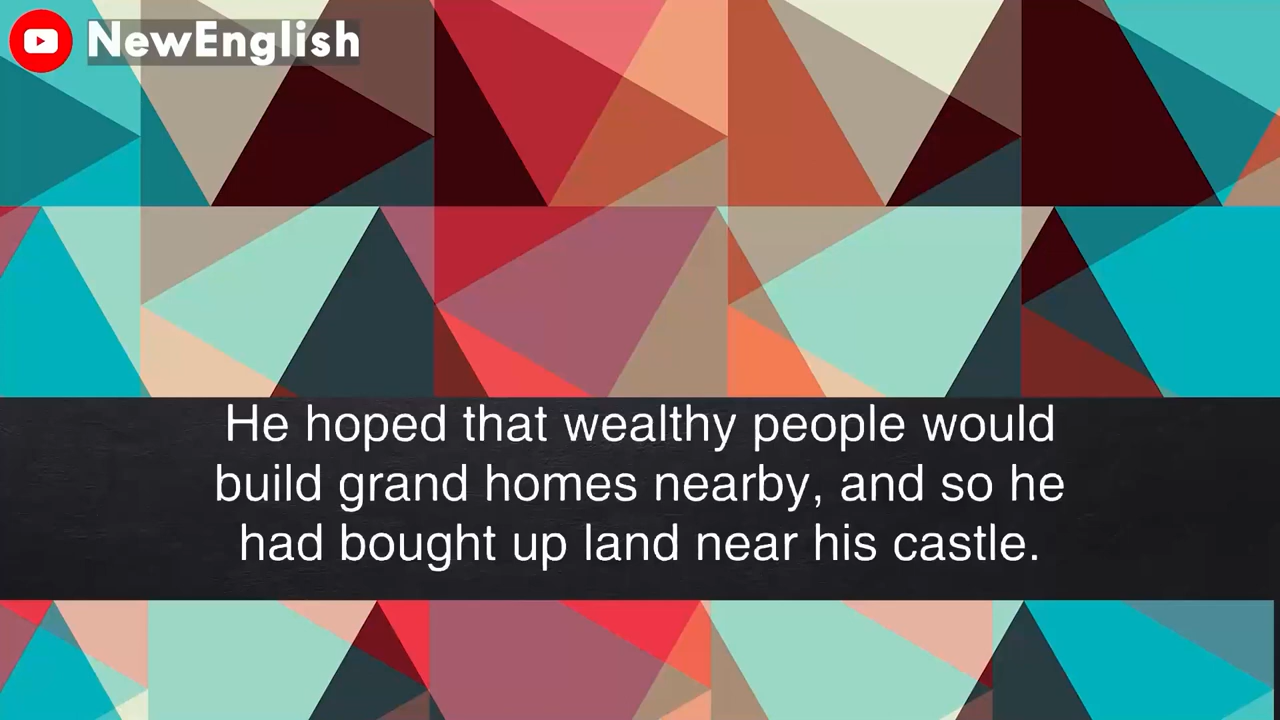 NewEnglish
He hoped that wealthy people would
build grand homes nearby, and so he
had bought up land near his castle.